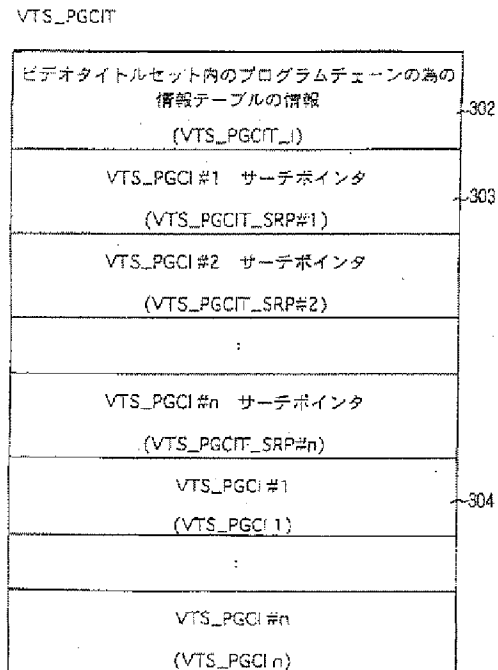 VTS_PGCIT
ビデオタイトルセット内のプログラムチェーンの為の
情報テーブルの情報
(VTS_PGCIT_I)
302
VTS_PGCI #1 サーチポインタ
303
(VTS_PGCIT_SRP#1)
VTS_PGCI #2 サーチポインタ
(VTS_PGCIT_SRP#2)
:
VTS_PGCI #n サーチポインタ
(VTS_PGCIT_SRP#n)
VTS_PGCI #1
304
(VTS_PGCI 1)
:
VTS_PGCI #n
(VTS_PGCI n)